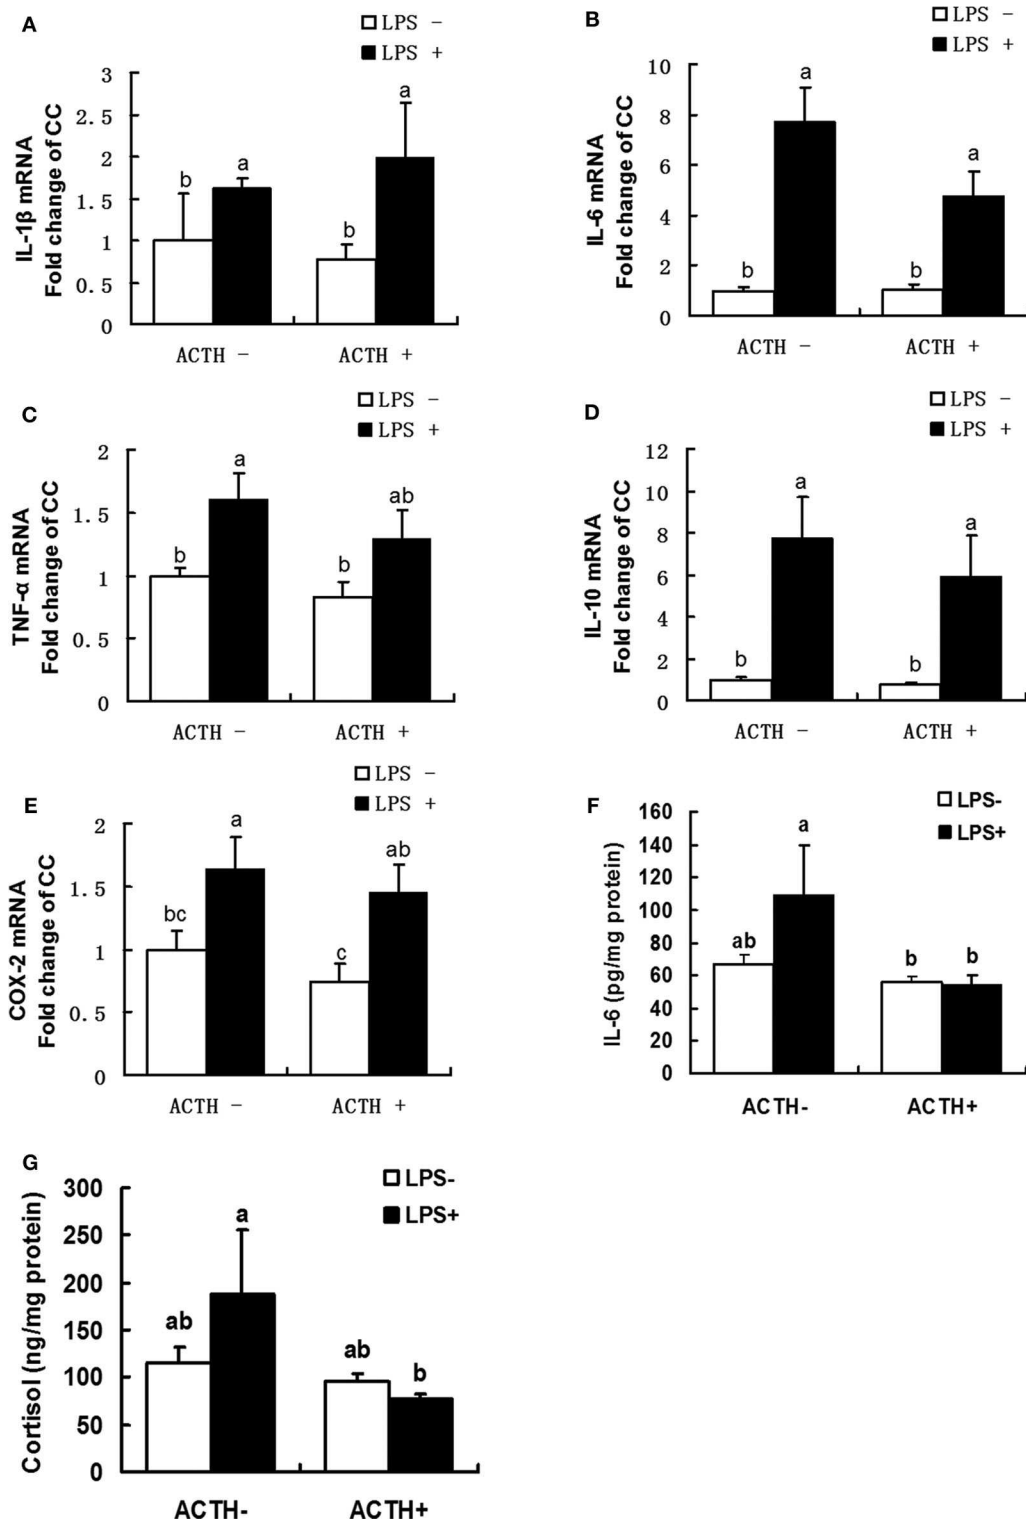 A
LPS −
LPS +
IL-1β mRNA
Fold change of CC
3
2.5
2
1.5
1
0.5
0
b
a
b
a
ACTH −
ACTH +
B
LPS −
LPS +
IL-6 mRNA
Fold change of CC
10
8
6
4
2
0
b
a
b
a
ACTH −
ACTH +
C
LPS −
LPS +
TNF-α mRNA
Fold change of CC
2
1.5
1
0.5
0
b
a
b
ab
ACTH −
ACTH +
D
LPS −
LPS +
IL-10 mRNA
Fold change of CC
12
10
8
6
4
2
0
b
a
b
a
ACTH −
ACTH +
E
LPS −
LPS +
COX-2 mRNA
Fold change of CC
2
1.5
1
0.5
0
bc
a
c
ab
ACTH −
ACTH +
F
LPS-
LPS+
IL-6 (pg/mg protein)
160
140
120
100
80
60
40
20
0
ab
a
b
b
ACTH-
ACTH+
G
LPS-
LPS+
Cortisol (ng/mg protein)
300
250
200
150
100
50
0
ab
a
ab
b
ACTH-
ACTH+